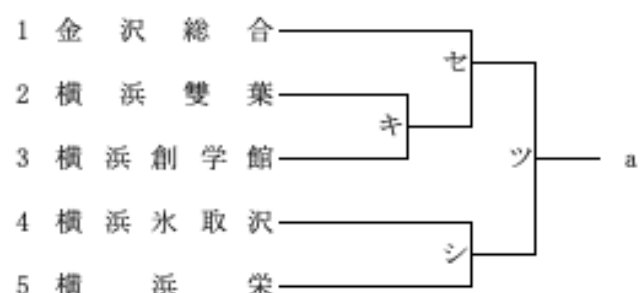 1 金沢総合
セ
2 横浜雙葉
キ
3 横浜創学館
ツ a
4 横浜氷取沢
シ
5 横浜栄